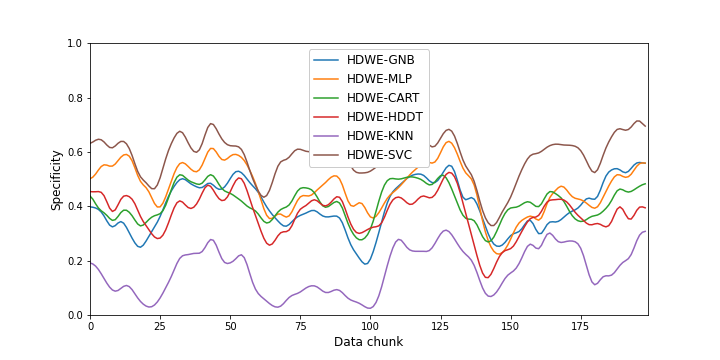 1.0
0.8
0.6
0.4
0.2
0.0
Specificity
HDWE-GNB
HDWE-MLP
HDWE-CART
HDWE-HDDT
HDWE-KNN
HDWE-SVC
0 25 50 75 100 125 150 175
Data chunk